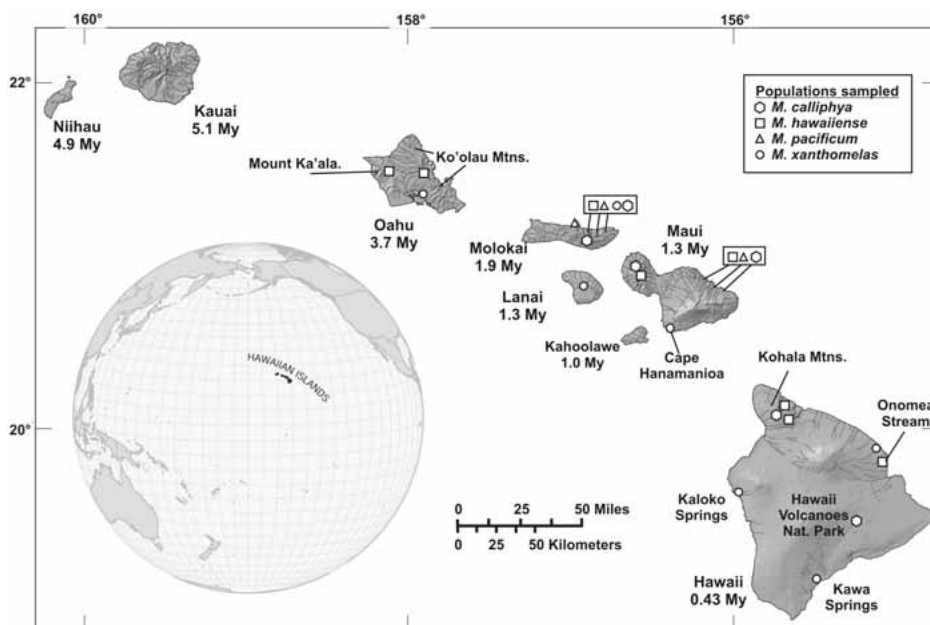 160°
158°
156°
22°
20°
Populations sampled
M. calliphya
M. hawaiiense
M. pacificum
M. xanthomelas
Niihau
4.9 My
Kauai
5.1 My
Mount Ka'ala.
Ko'olau Mtns.
Oahu
3.7 My
Molokai
1.9 My
Maui
1.3 My
Lanai
1.3 My
Kahoolawe
1.0 My
Cape
Hanamanioa
Kohala Mtns.
Onomea
Stream
Kaloko
Springs
Hawaii
Volcanoes
Nat. Park
Hawaii
0.43 My
Kawa
Springs
HAWAIIAN ISLANDS
0 25 50 Miles
0 25 50 Kilometers